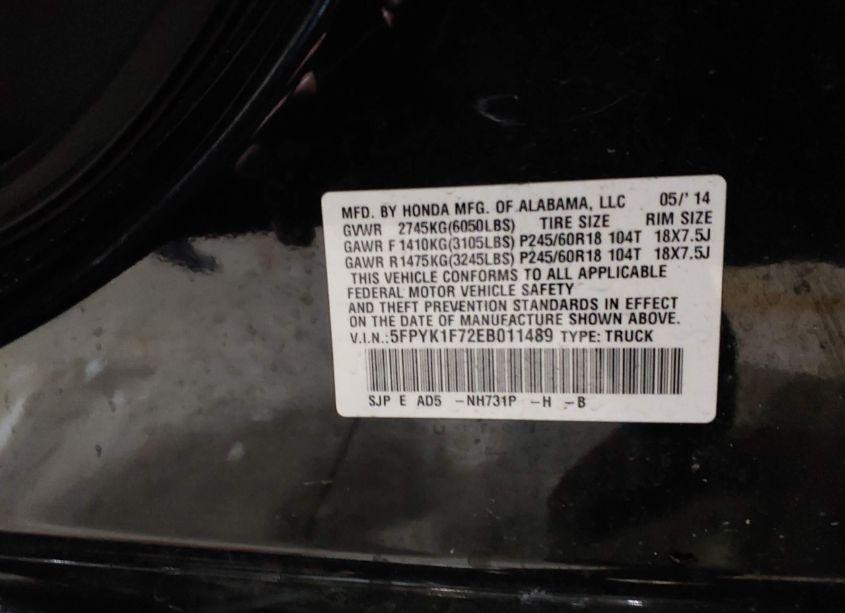 MFD. BY HONDA MFG. OF ALABAMA, LLC 05/' 14
GVWR 2745KG(6050LBS) TIRE SIZE RIM SIZE
GAWR F1410KG(3105LBS) P245/60R18 104T 18X7.5J
GAWR R1475KG(3245LBS) P245/60R18 104T 18X7.5J
THIS VEHICLE CONFORMS TO ALL APPLICABLE
FEDERAL MOTOR VEHICLE SAFETY
AND THEFT PREVENTION STANDARDS IN EFFECT
ON THE DATE OF MANUFACTURE SHOWN ABOVE.
V.I.N.:5FPYK1F72EB011489 TYPE: TRUCK
SJP E AD5 -NH731P -H -B